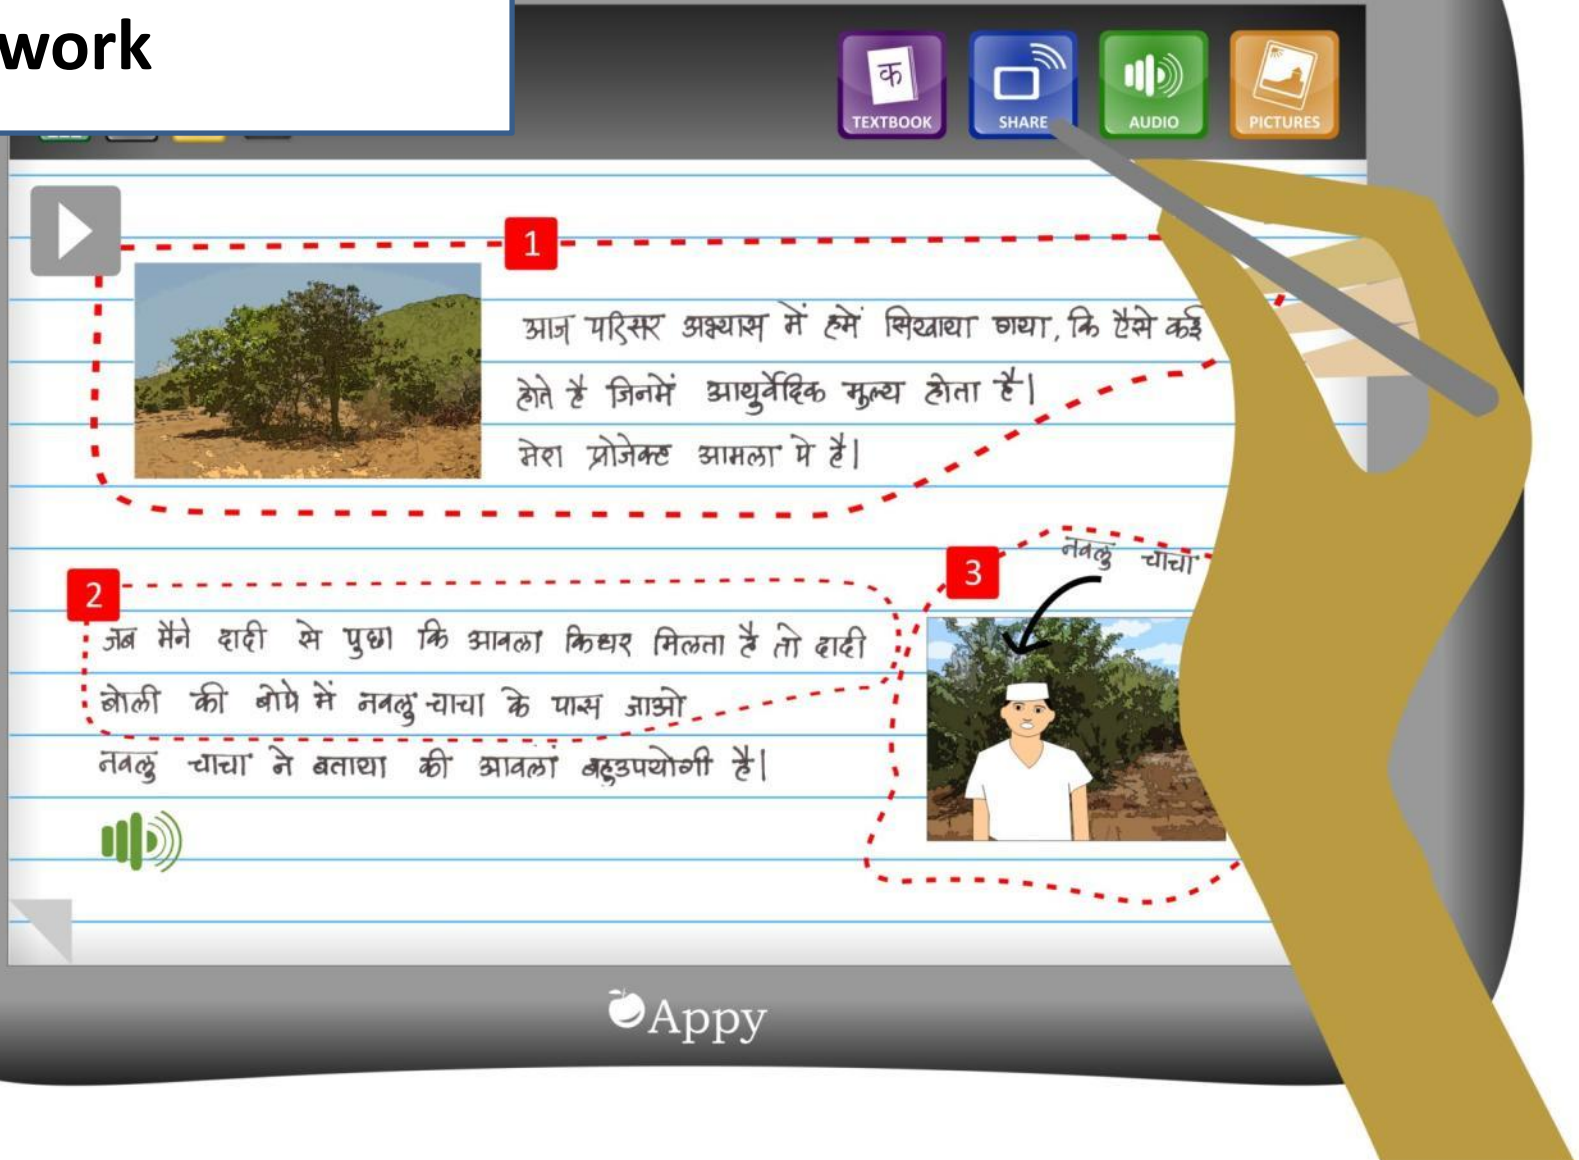 work
क
TEXTBOOK
SHARE
AUDIO
PICTURES
1
आज परिसर अभ्यास में हमें सिखाया गया, कि ऐसे कई
होते है जिनमें आयुर्वेदिक मुल्य होता है।
मेरा प्रोजेक्ट आमला पे है।
नवलु चाचा
3
2
जब मैने दादी से पुछा कि आवला किधर मिलता है तो दादी
बोली की बोपे में नवलु चाचा के पास जाओ
नवलु चाचा ने बताया की आवलां बहुउपयोगी है।
Appy